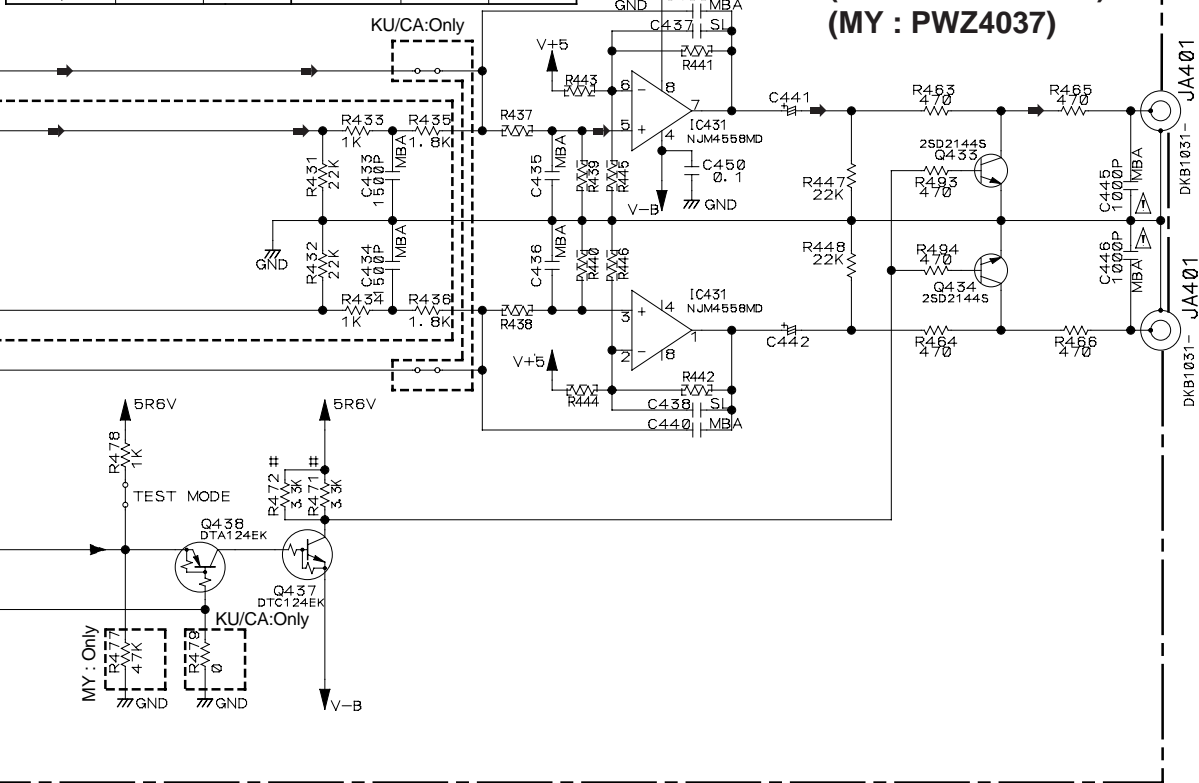 GND
MBA
(MY : PWZ4037)
KU/CA:Only
C437
SL
V+5
R441
JA401
R443
6
8
7
C441
R463
470
R465
470
R433
1K
R435
1.8K
R437
5
4
IC431
NJM4558MD
2SD2144S
Q433
R431
22K
C433
1500P
MBA
C435
MBA
R439
R445
C450
0.1
R447
22K
R493
470
C445
1000P
MBA
DKB1031-
V-B
GND
GND
R432
22K
C434
1500P
MBA
C436
MBA
R440
R446
R448
22K
R494
470
C446
1000P
MBA
Q434
2SD2144S
JA401
R434
1K
R436
1.8K
R438
3
4
IC431
NJM4558MD
1
2
8
C442
R464
470
R466
470
DKB1031-
V+5
R444
R442
C438
SL
C440
MBA
5R6V
5R6V
R478
1K
R472
3.3K
#
R471
3.3K
#
TEST MODE
Q438
DTA124EK
Q437
DTC124EK
KU/CA:Only
MY : Only
R477
47K
R479
0
GND
GND
V-B